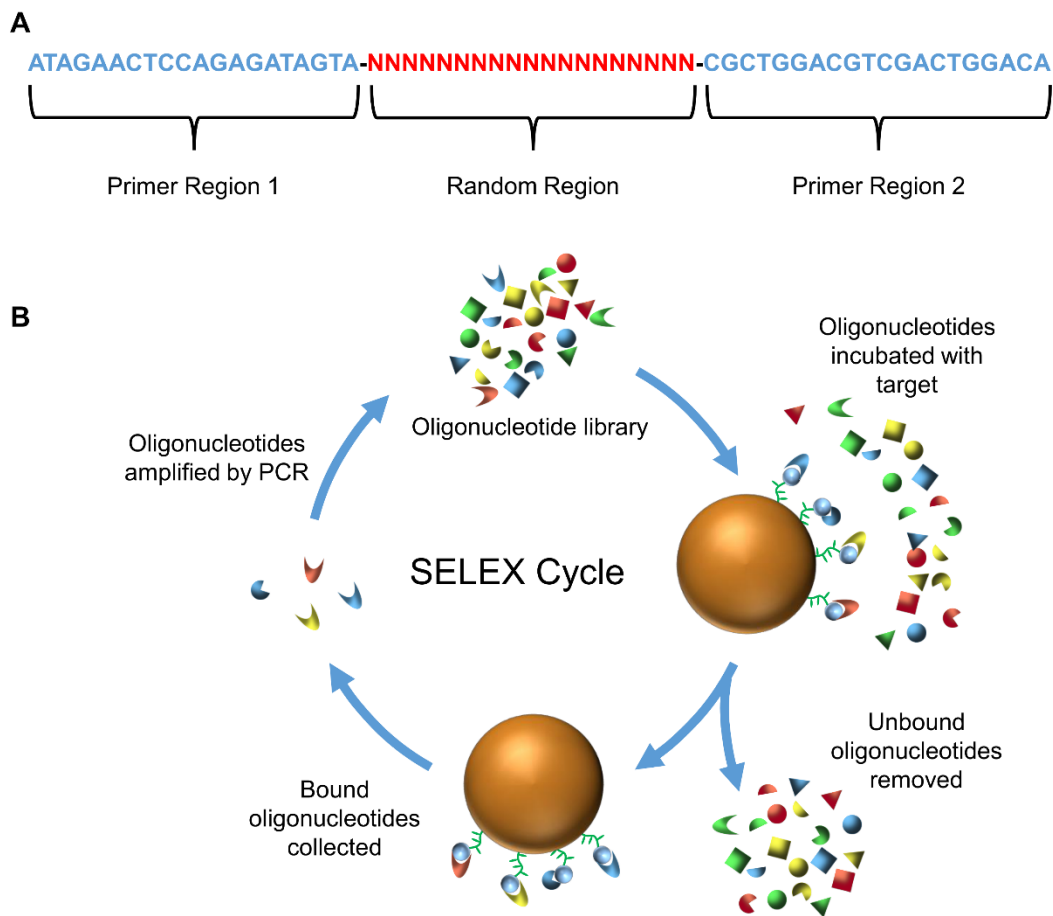 A
ATAGAACTCCAGAGATAGTA-NNNNNNNNNNNNNNNNNNN-CGCTGGACGTCGACTGGACA
Primer Region 1
Random Region
Primer Region 2
B
Oligonucleotide library
Oligonucleotides
incubated with
target
Unbound
oligonucleotides
removed
Bound
oligonucleotides
collected
Oligonucleotides
amplified by PCR
SELEX Cycle